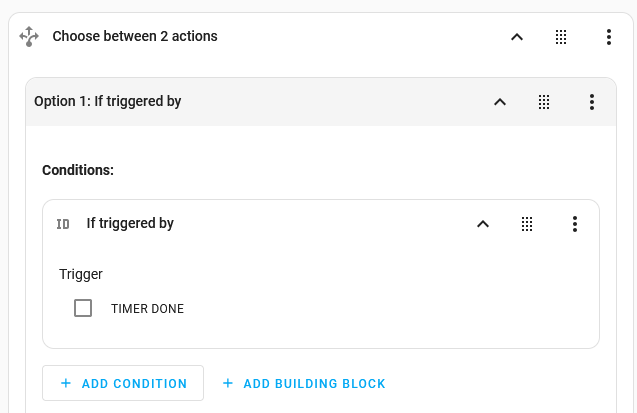 Choose between 2 actions
Option 1: If triggered by
Conditions:
ID If triggered by
Trigger
TIMER DONE
+ ADD CONDITION + ADD BUILDING BLOCK